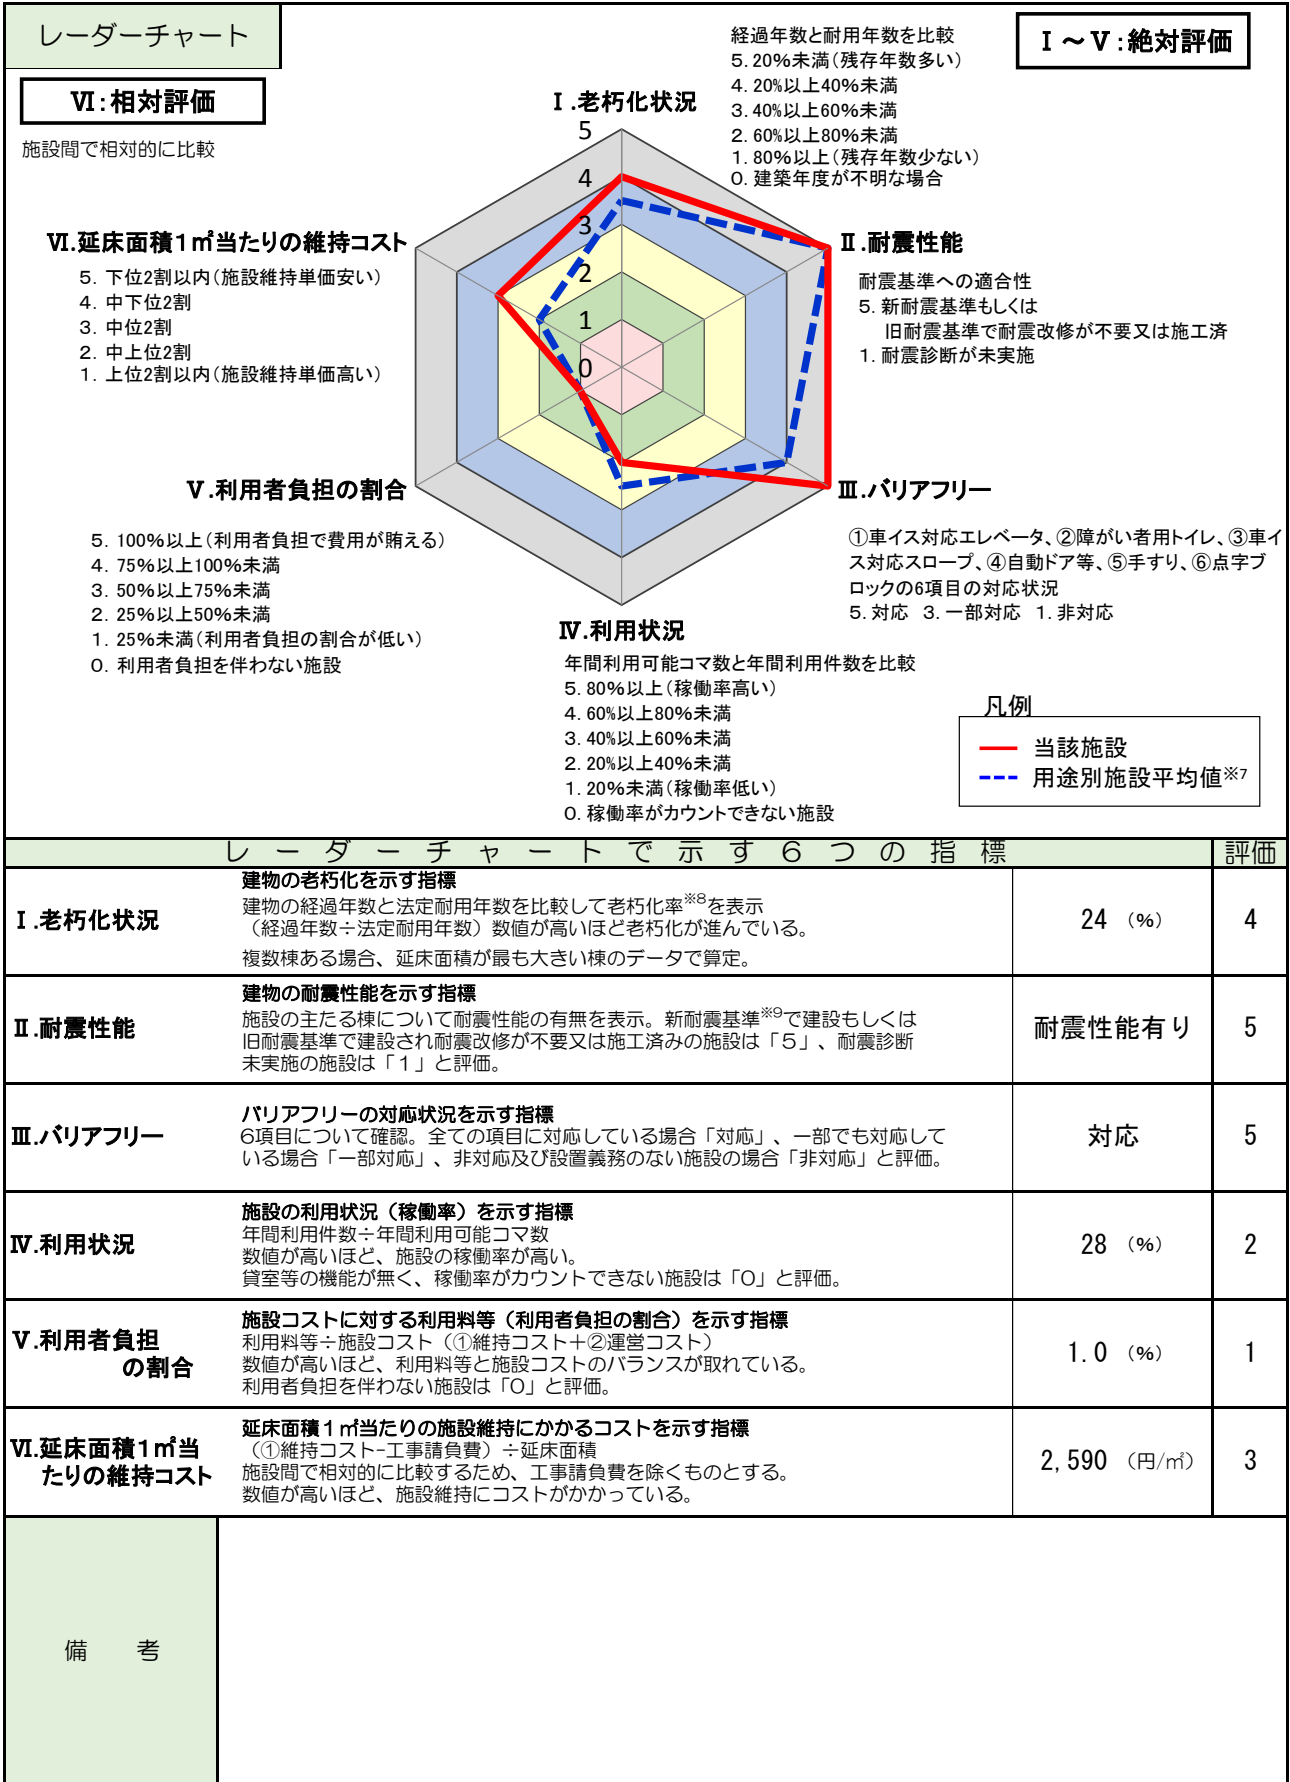 レーダーチャート
Ⅰ～Ⅴ:絶対評価
Ⅵ:相対評価
施設間で相対的に比較
Ⅰ.老朽化状況
経過年数と耐用年数を比較
5. 20%未満(残存年数多い)
4. 20%以上40%未満
3. 40%以上60%未満
2. 60%以上80%未満
1. 80%以上(残存年数少ない)
0. 建築年度が不明な場合
5
4
3
2
1
0
Ⅱ.耐震性能
耐震基準への適合性
5. 新耐震基準もしくは
旧耐震基準で耐震改修が不要又は施工済
1. 耐震診断が未実施
Ⅵ.延床面積1㎡当たりの維持コスト
5. 下位2割以内(施設維持単価安い)
4. 中下位2割
3. 中位2割
2. 中上位2割
1. 上位2割以内(施設維持単価高い)
Ⅲ.バリアフリー
①車イス対応エレベータ、②障がい者用トイレ、③車イ
ス対応スロープ、④自動ドア等、⑤手すり、⑥点字ブ
ロックの6項目の対応状況
5. 対応 3. 一部対応 1. 非対応
Ⅴ.利用者負担の割合
5. 100%以上(利用者負担で費用が賄える)
4. 75%以上100%未満
3. 50%以上75%未満
2. 25%以上50%未満
1. 25%未満(利用者負担の割合が低い)
0. 利用者負担を伴わない施設
Ⅳ.利用状況
年間利用可能コマ数と年間利用件数を比較
5. 80%以上(稼働率高い)
4. 60%以上80%未満
3. 40%以上60%未満
2. 20%以上40%未満
1. 20%未満(稼働率低い)
0. 稼働率がカウントできない施設
凡例
当該施設
用途別施設平均値※7
レーダーチャートで示す6つの指標 評価
Ⅰ.老朽化状況
建物の老朽化を示す指標
建物の経過年数と法定耐用年数を比較して老朽化率※8を表示
（経過年数÷法定耐用年数）数値が高いほど老朽化が進んでいる。
複数棟ある場合、延床面積が最も大きい棟のデータで算定。
24 (%) 4
Ⅱ.耐震性能
建物の耐震性能を示す指標
施設の主たる棟について耐震性能の有無を表示。新耐震基準※9で建設もしくは
旧耐震基準で建設され耐震改修が不要又は施工済みの施設は「5」、耐震診断
未実施の施設は「1」と評価。
耐震性能有り 5
Ⅲ.バリアフリー
バリアフリーの対応状況を示す指標
6項目について確認。全ての項目に対応している場合「対応」、一部でも対応して
いる場合「一部対応」、非対応及び設置義務のない施設の場合「非対応」と評価。
対応 5
Ⅳ.利用状況
施設の利用状況（稼働率）を示す指標
年間利用件数÷年間利用可能コマ数
数値が高いほど、施設の稼働率が高い。
貸室等の機能が無く、稼働率がカウントできない施設は「0」と評価。
28 (%) 2
Ⅴ.利用者負担
の割合
施設コストに対する利用料等（利用者負担の割合）を示す指標
利用料等÷施設コスト（①維持コスト＋②運営コスト）
数値が高いほど、利用料等と施設コストのバランスが取れている。
利用者負担を伴わない施設は「0」と評価。
1.0 (%) 1
Ⅵ.延床面積1㎡当
たりの維持コスト
延床面積1㎡当たりの施設維持にかかるコストを示す指標
（①維持コスト-工事請負費）÷延床面積
施設間で相対的に比較するため、工事請負費を除くものとする。
数値が高いほど、施設維持にコストがかかっている。
2,590 (円/㎡) 3
備 考